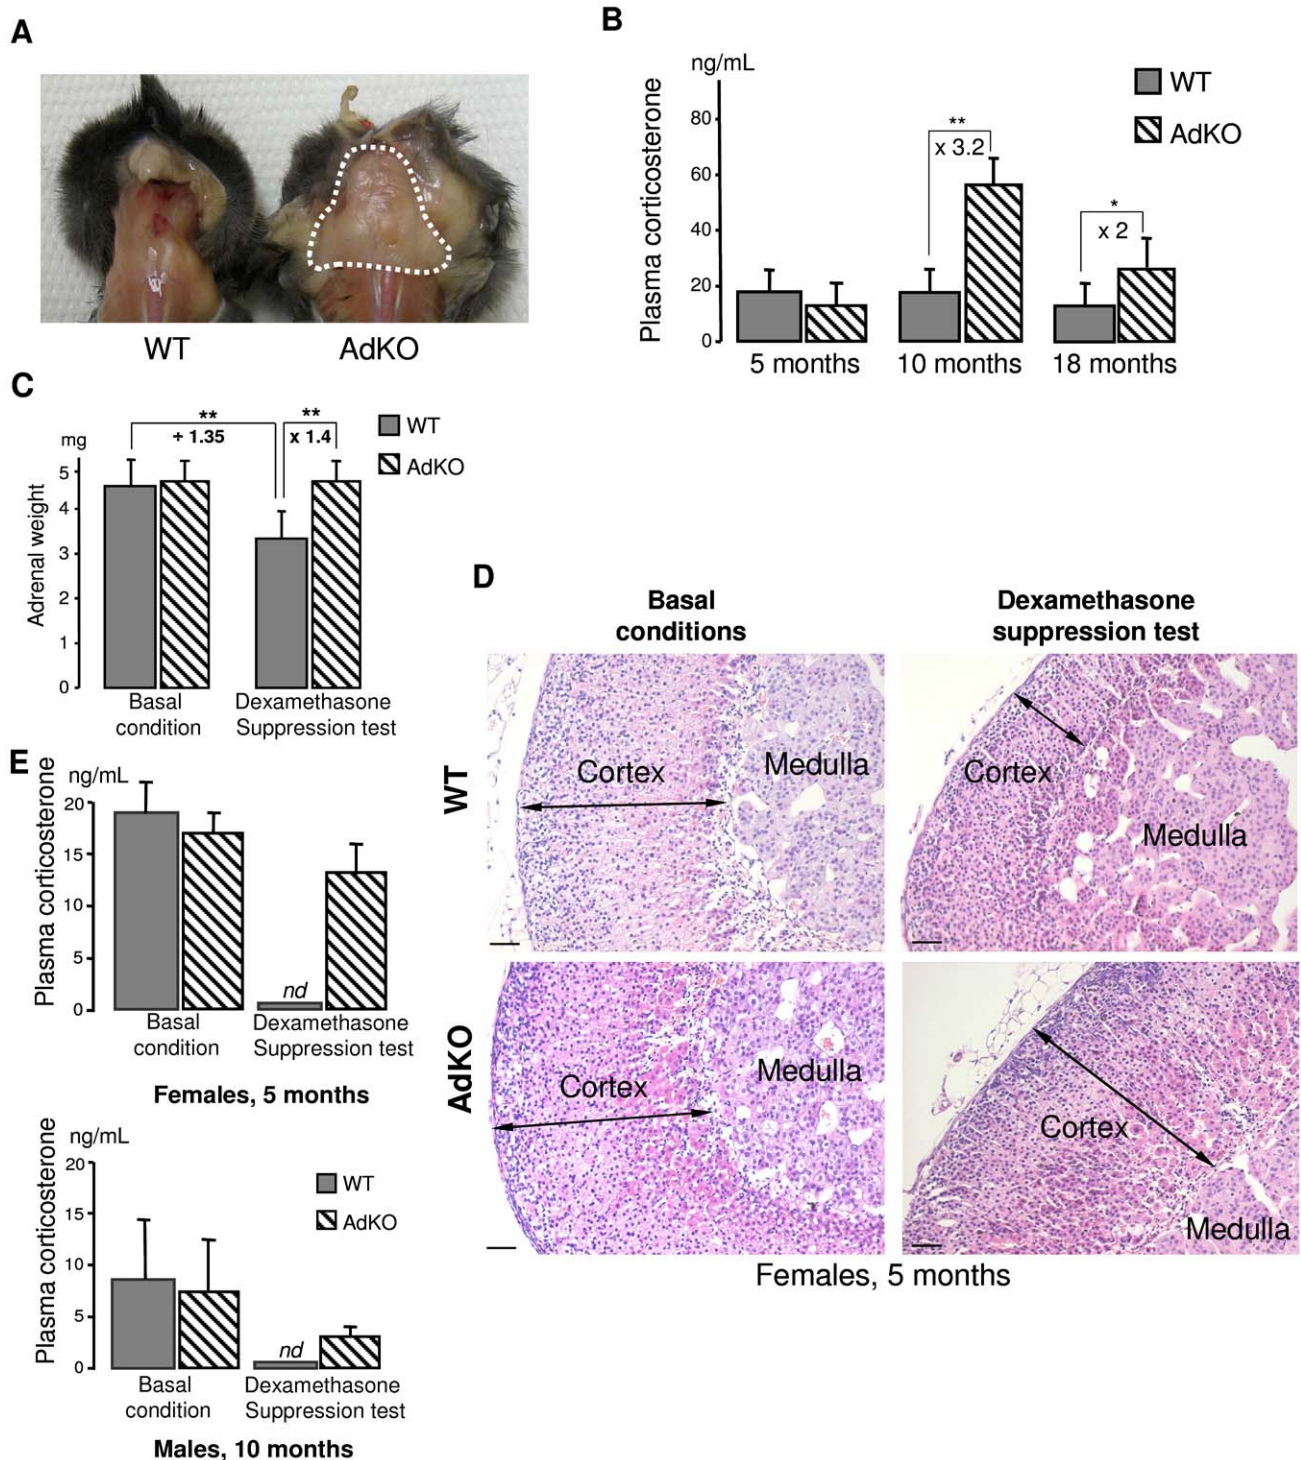 A
WT
AdKO
B
ng/mL
Plasma corticosterone
80
60
40
20
0
**
x 3.2
*
x 2
5 months
10 months
18 months
WT
AdKO
C
mg
Adrenal weight
5
4
3
2
1
0
**
÷ 1.35
**
x 1.4
WT
AdKO
Basal
condition
Dexamethasone
Suppression test
D
Basal
conditions
Dexamethasone
suppression test
WT
Cortex
Medulla
Cortex
Medulla
AdKO
Cortex
Medulla
Cortex
Medulla
Females, 5 months
E
ng/mL
Plasma corticosterone
20
15
10
5
0
nd
Basal
condition
Dexamethasone
Suppression test
Females, 5 months
ng/mL
Plasma corticosterone
20
15
10
5
0
nd
WT
AdKO
Basal
condition
Dexamethasone
Suppression test
Males, 10 months